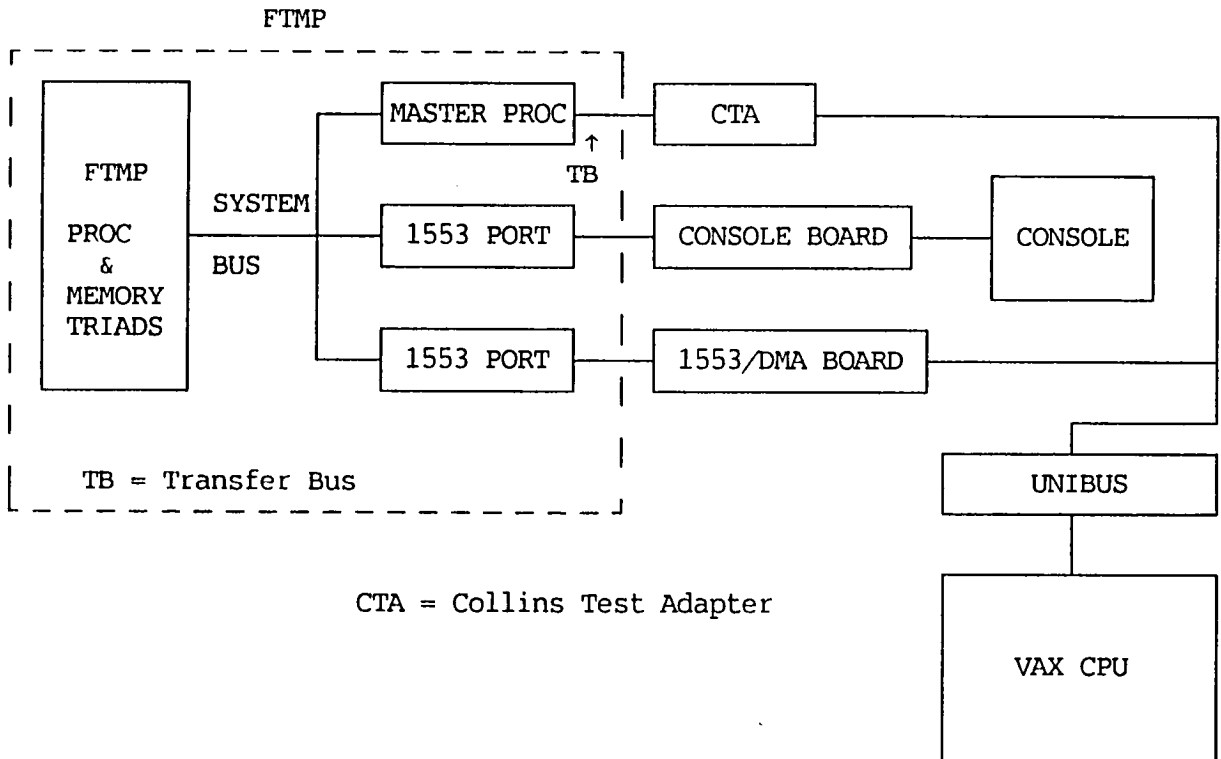 FTMP
MASTER PROC
CTA
↑
TB
FTMP
PROC
&
MEMORY
TRIADS
SYSTEM
BUS
1553 PORT
CONSOLE BOARD
CONSOLE
1553 PORT
1553/DMA BOARD
TB = Transfer Bus
UNIBUS
CTA = Collins Test Adapter
VAX CPU